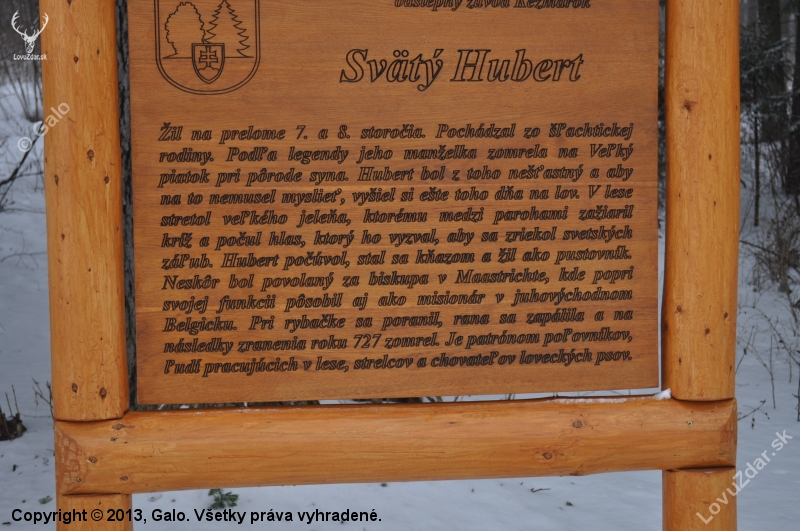 LovuZdar.sk
© Galo
odštepný závod Kežmarok
Svätý Hubert
Žil na prelome 7. a 8. storočia. Pochádzal zo šľachtickej
rodiny. Podľa legendy jeho manželka zomrela na Veľký
piatok pri pôrode syna. Hubert bol z toho nešťastný a aby
na to nemusel myslieť, vyšiel si ešte toho dňa na lov. V lese
stretol veľkého jeleňa, ktorému medzi parohami zažiaril
kríž a počul hlas, ktorý ho vyzval, aby sa zriekol svetských
záľub. Hubert počúvol, stal sa kňazom a žil ako pustovník.
Neskôr bol povolaný za biskupa v Maastrichte, kde popri
svojej funkcii pôsobil aj ako misionár v juhovýchodnom
Belgicku. Pri rybačke sa poranil, rana sa zapálila a na
následky zranenia roku 727 zomrel. Je patrónom poľovníkov,
ľudí pracujúcich v lese, strelcov a chovateľov loveckých psov.
LovuZdar.sk
LovuZdar.sk
Copyright © 2013, Galo. Všetky práva vyhradené.